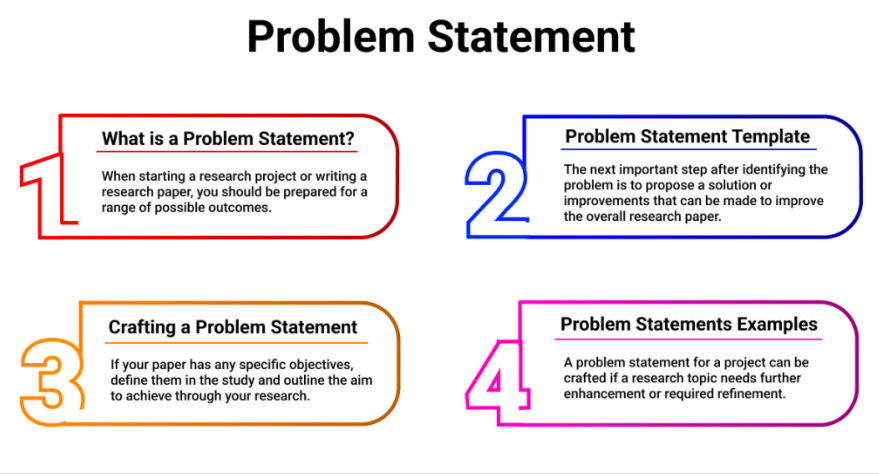 Problem Statement
1
What is a Problem Statement?
When starting a research project or writing a
research paper, you should be prepared for a
range of possible outcomes.
2
Problem Statement Template
The next important step after identifying the
problem is to propose a solution or
improvements that can be made to improve
the overall research paper.
3
Crafting a Problem Statement
If your paper has any specific objectives,
define them in the study and outline the aim
to achieve through your research.
4
Problem Statements Examples
A problem statement for a project can be
crafted if a research topic needs further
enhancement or required refinement.